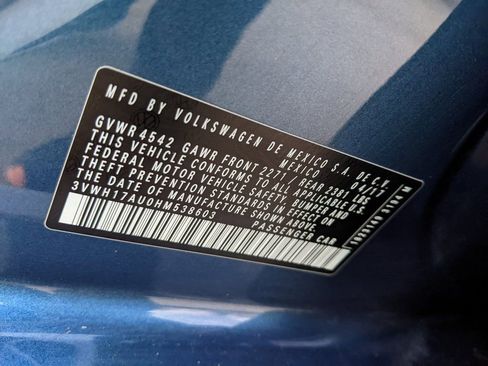 MFD BY VOLKSWAGEN DE MEXICO S.A. DE C.V.
MEXICO 04/17
GVWR 4542 GAWR FRONT 2271/ REAR 2381 LBS
THIS VEHICLE CONFORMS TO ALL APPLICABLE U.S.
FEDERAL MOTOR VEHICLE SAFETY, BUMPER AND
THEFT PREVENTION STANDARDS IN EFFECT ON
THE DATE OF MANUFACTURE SHOWN ABOVE.
3VWH17AU0HM538603 PASSENGER CAR